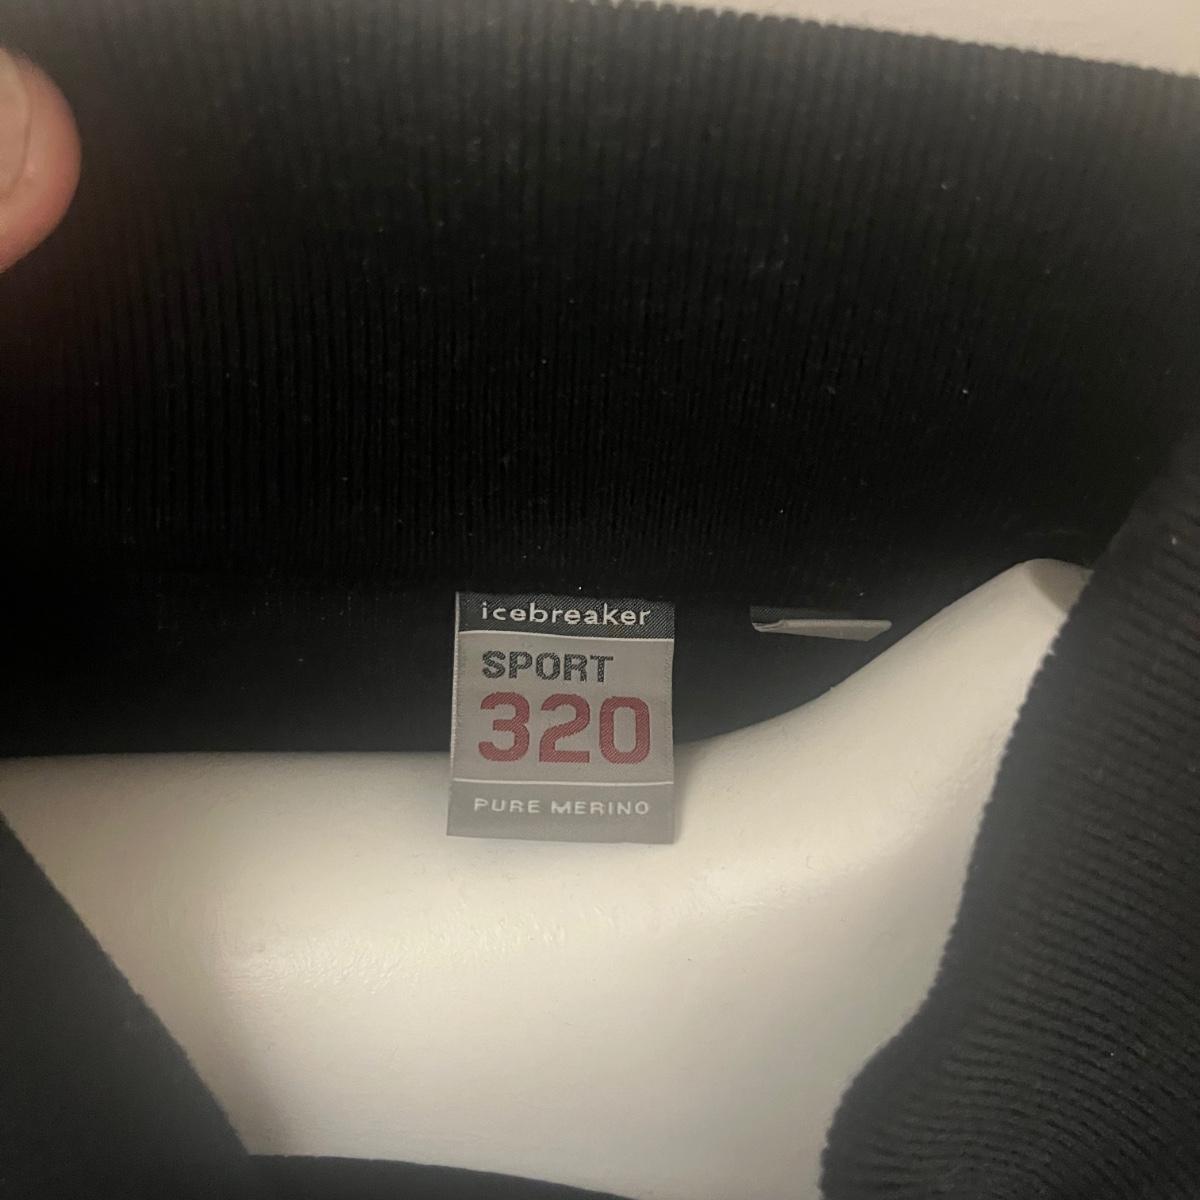 icebreaker
SPORT
320
PURE MERINO